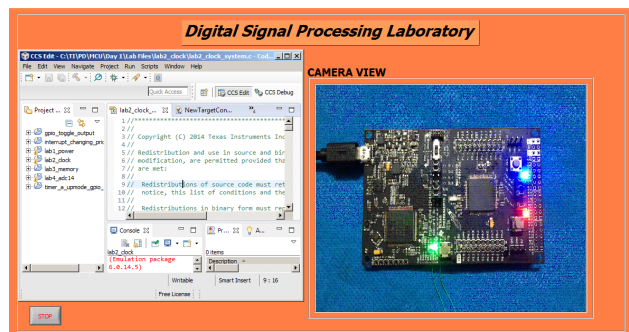 Digital Signal Processing Laboratory
CCS Edit - C:\TI\PD\MCU\Day 1\Lab Files\lab2_clock\lab2_clock_system.c - Cod...
File Edit View Navigate Project Run Scripts Window Help
CAMERA VIEW
Quick Access
CCS Edit
CCS Debug
Project ...
lab2_clock_...
NewTargetCon...
gpio_toggle_output
interrupt_changing_pric
lab1_power
lab2_clock
lab3_memory
lab4_adc14
timer_a_upmode_gpio_
1 //
2 //
3 // Copyright (C) 2014 Texas Instruments Inc
4 //
5 // Redistribution and use in source and bin
6 // modification, are permitted provided tha
7 // are met:
8 //
9 // Redistributions of source code must ret
10 // notice, this list of conditions and the
11 //
12 // Redistributions in binary form must rep
Console
Pr...
A...
lab2_clock
0 items
(Emulation package
6.0.14.5)
Description
Writable
Smart Insert
9 : 16
Free License
STOP